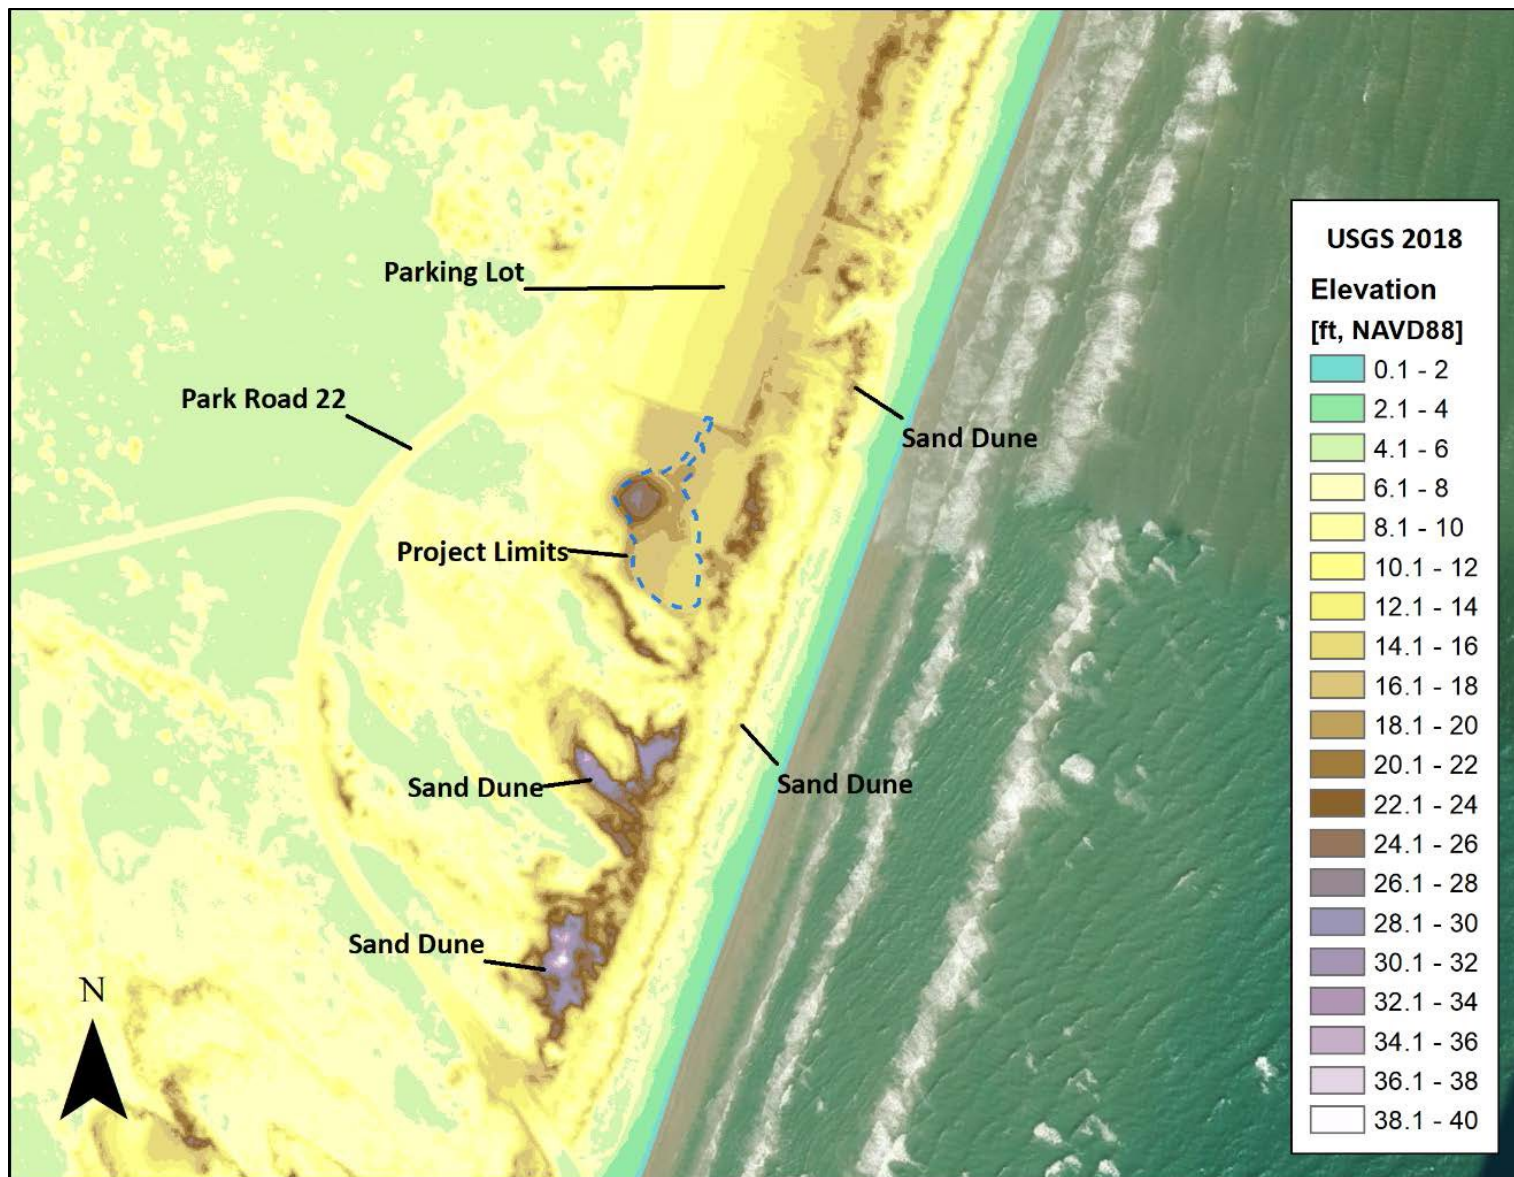 USGS 2018
Elevation
[ft, NAVD88]
0.1 - 2
2.1 - 4
4.1 - 6
6.1 - 8
8.1 - 10
10.1 - 12
12.1 - 14
14.1 - 16
16.1 - 18
18.1 - 20
20.1 - 22
22.1 - 24
24.1 - 26
26.1 - 28
28.1 - 30
30.1 - 32
32.1 - 34
34.1 - 36
36.1 - 38
38.1 - 40
Parking Lot
Park Road 22
Sand Dune
Project Limits
Sand Dune
Sand Dune
Sand Dune
N